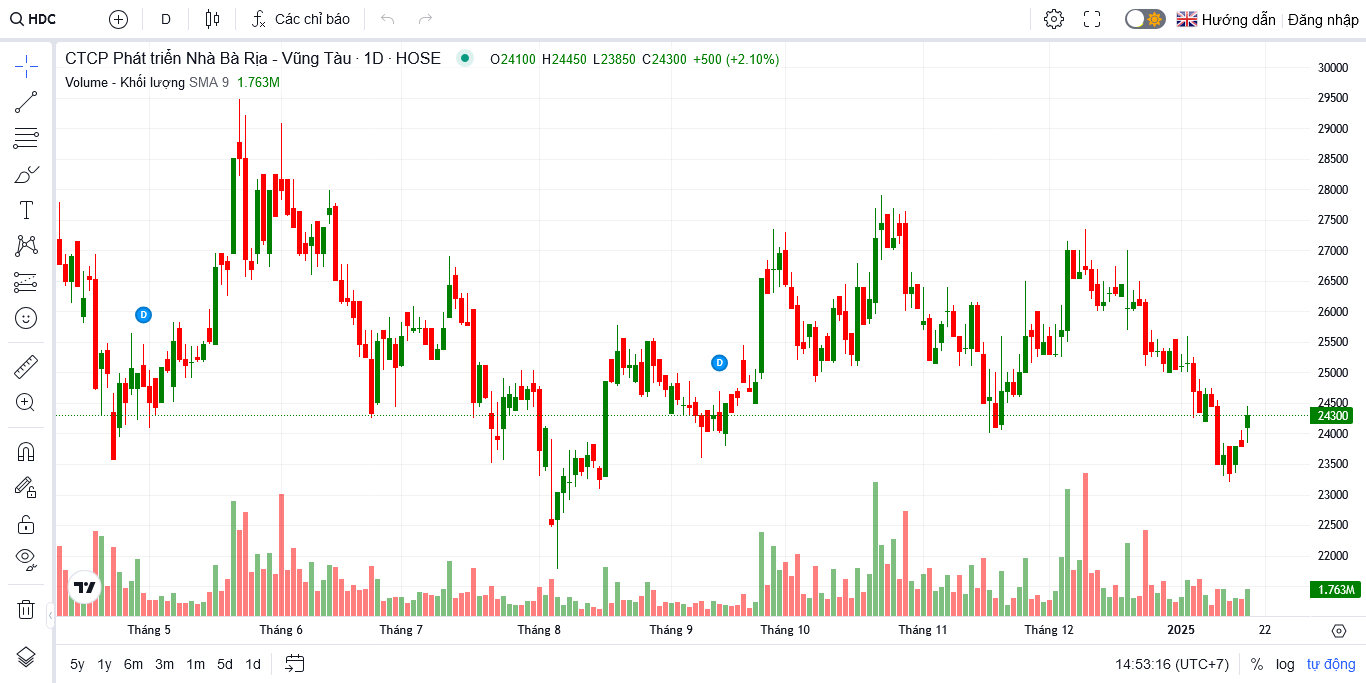 HDC D Các chỉ báo Hướng dẫn Đăng nhập
CTCP Phát triển Nhà Bà Rịa - Vũng Tàu · 1D · HOSE O24100 H24450 L23850 C24300 +500 (+2.10%)
Volume - Khối lượng SMA 9 1.763M
30000
29500
29000
28500
28000
27500
27000
26500
26000
25500
25000
24500
24300
24000
23500
23000
22500
22000
1.763M
D
D
Tháng 5 Tháng 6 Tháng 7 Tháng 8 Tháng 9 Tháng 10 Tháng 11 Tháng 12 2025 22
5y 1y 6m 3m 1m 5d 1d 14:53:16 (UTC+7) % log tự động